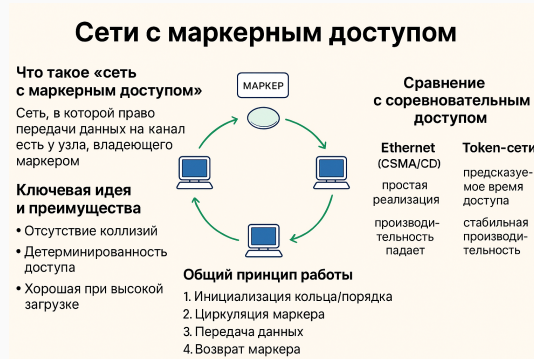 Сети с маркерным доступом
Что такое «сеть
с маркерным доступом»
Сеть, в которой право
передачи данных на канал
есть у узла, владеющего
маркером
Ключевая идея
и преимущества
• Отсутствие коллизий
• Детерминированность
доступа
• Хорошая при высокой
загрузке
МАРКЕР
Общий принцип работы
1. Инициализация кольца/порядка
2. Циркуляция маркера
3. Передача данных
4. Возврат маркера
Сравнение
с соревновательным
доступом
Ethernet
(CSMA/CD)
простая
реализация
производи-
тельность
падает
Token-сети
предсказуе-
мое время
доступа
стабильная
производи-
тельность